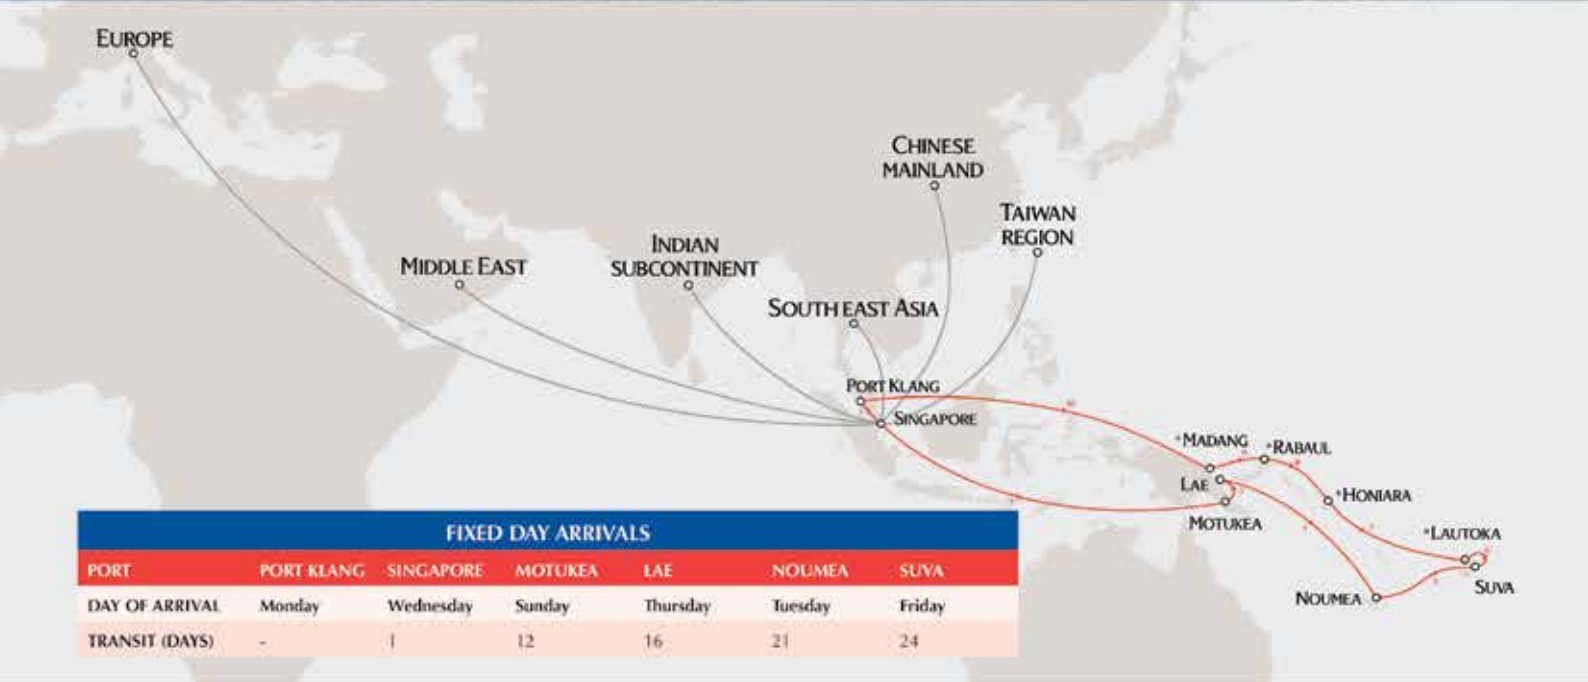 EUROPE
CHINESE
MAINLAND
TAIWAN
REGION
INDIAN
SUBCONTINENT
MIDDLE EAST
SOUTH EAST ASIA
PORT KLANG
SINGAPORE
*MADANG
*RABAUL
LAE
*HONIARA
MOTUKEA
*LAUTOKA
SUVA
NOUMEA
FIXED DAY ARRIVALS
PORT PORT KLANG SINGAPORE MOTUKEA LAE NOUMEA SUVA
DAY OF ARRIVAL Monday Wednesday Sunday Thursday Tuesday Friday
TRANSIT (DAYS) - 1 12 16 21 24